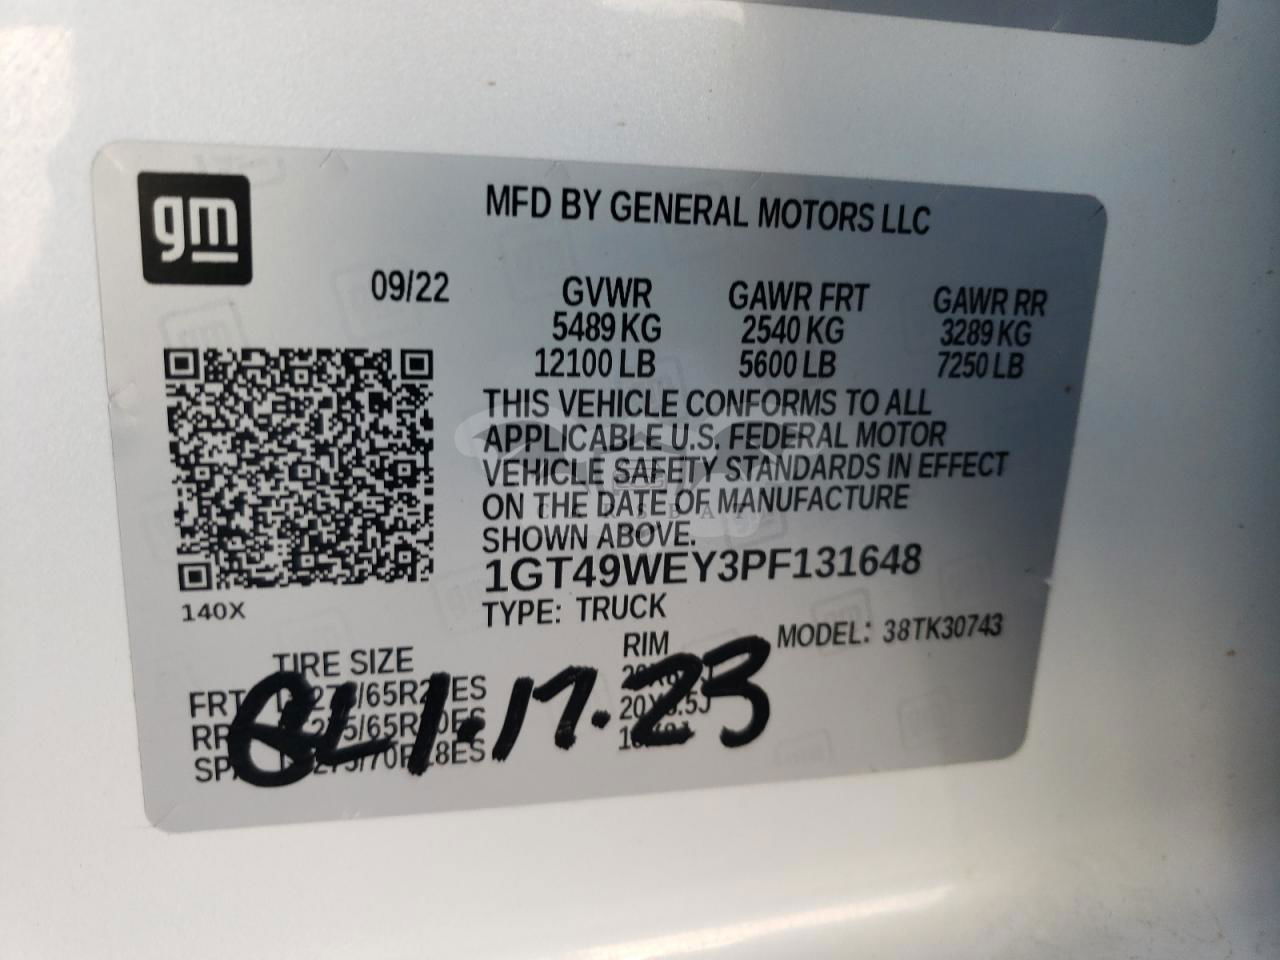 gm
MFD BY GENERAL MOTORS LLC
09/22
GVWR GAWR FRT GAWR RR
5489 KG 2540 KG 3289 KG
12100 LB 5600 LB 7250 LB
THIS VEHICLE CONFORMS TO ALL
APPLICABLE U.S. FEDERAL MOTOR
VEHICLE SAFETY STANDARDS IN EFFECT
ON THE DATE OF MANUFACTURE
SHOWN ABOVE.
1GT49WEY3PF131648
140X
TYPE: TRUCK
MODEL: 38TK30743
TIRE SIZE RIM
FRT
RR
1.17.23